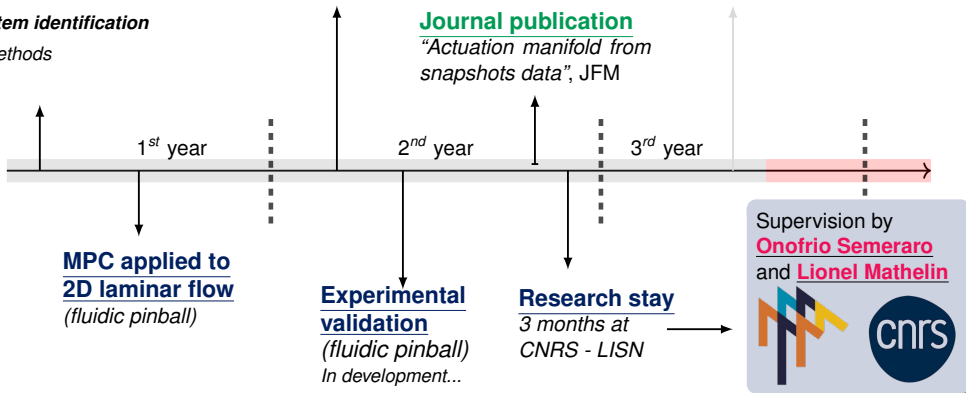 tem identification
ethods
Journal publication
“Actuation manifold from
snapshots data”, JFM
1st year
2nd year
3rd year
MPC applied to
2D laminar flow
(fluidic pinball)
Experimental
validation
(fluidic pinball)
In development...
Research stay
3 months at
CNRS - LISN
Supervision by
Onofrio Semeraro
and Lionel Mathelin
cnrs